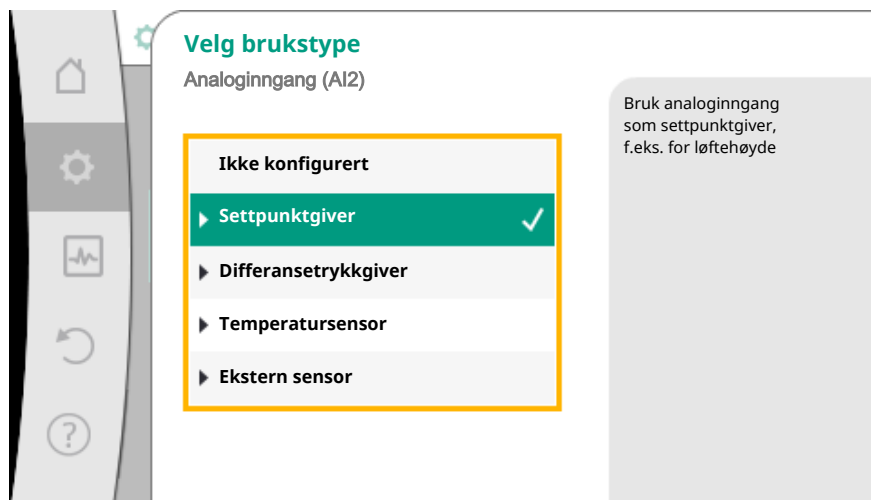 Velg brukstype
Analoginngang (AI2)
Ikke konfigurert
Settpunktgiver
Differansetrykkgiver
Temperatursensor
Ekstern sensor
Bruk analoginngang
som settpunktgiver,
f.eks. for løftehøyde
?